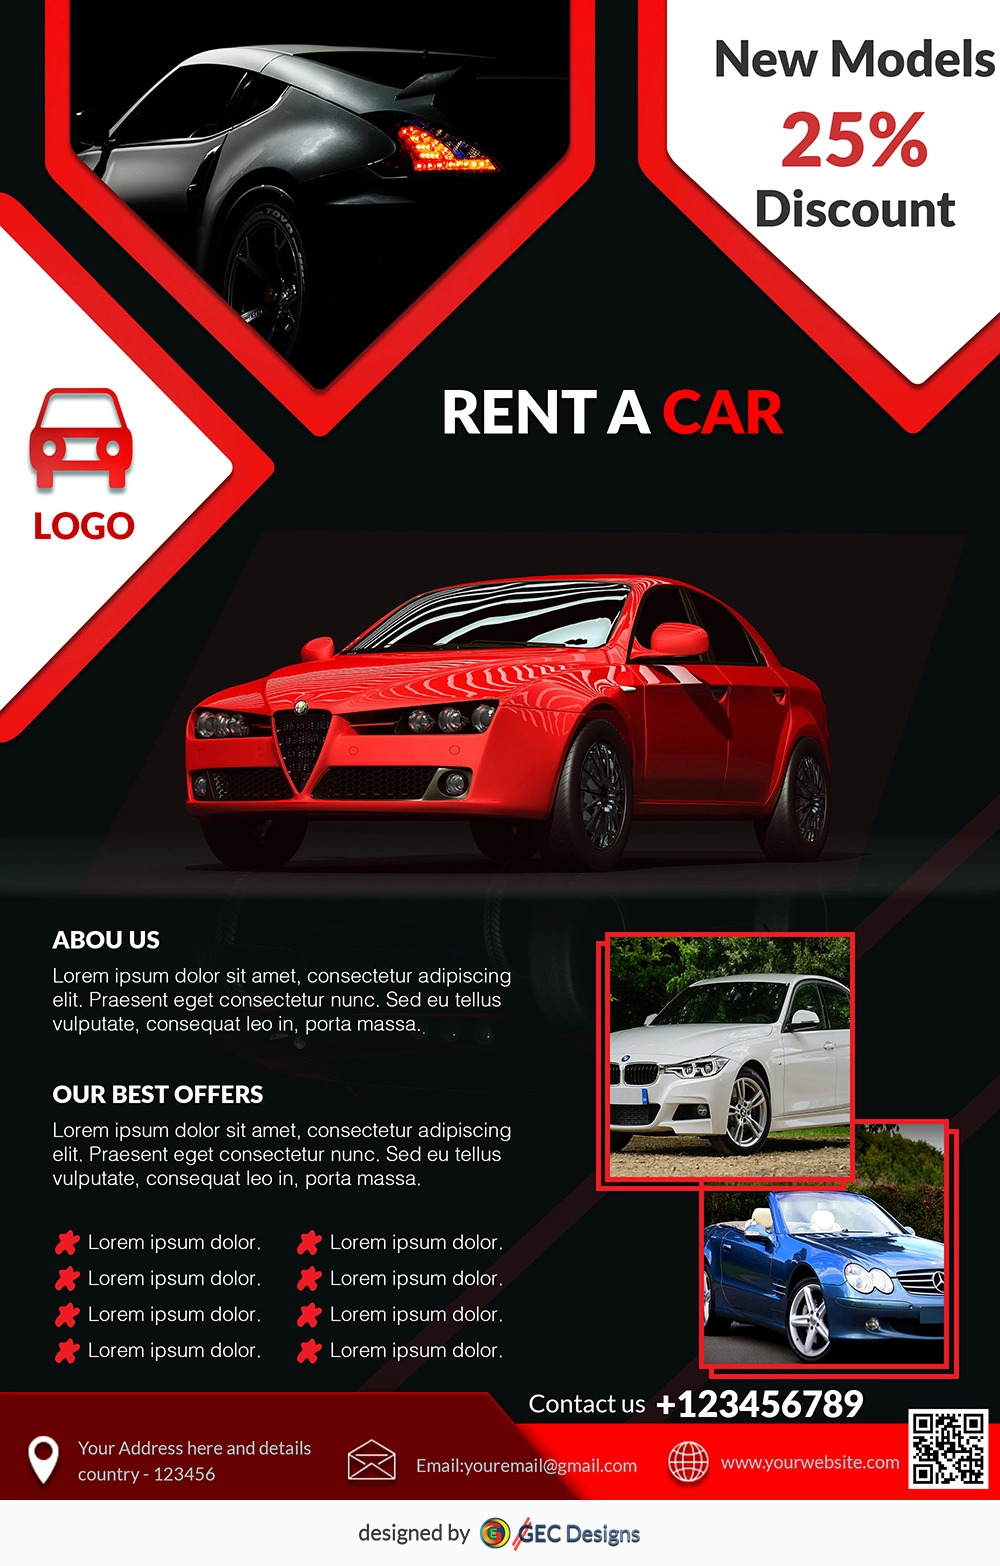 New Models
25%
Discount
TOYO
RENT A CAR
LOGO
ABOU US
Lorem ipsum dolor sit amet, consectetur adipiscing
elit. Praesent eget consectetur nunc. Sed eu tellus
vulputate, consequat leo in, porta massa..
OUR BEST OFFERS
Lorem ipsum dolor sit amet, consectetur adipiscing
elit. Praesent eget consectetur nunc. Sed eu tellus
vulputate, consequat leo in, porta massa.
Lorem ipsum dolor.
Lorem ipsum dolor.
Lorem ipsum dolor.
Lorem ipsum dolor.
Lorem ipsum dolor.
Lorem ipsum dolor.
Lorem ipsum dolor.
Lorem ipsum dolor.
Contact us +123456789
Your Address here and details
country - 123456
Email:youremail@gmail.com
www.yourwebsite.com
designed by GEC Designs